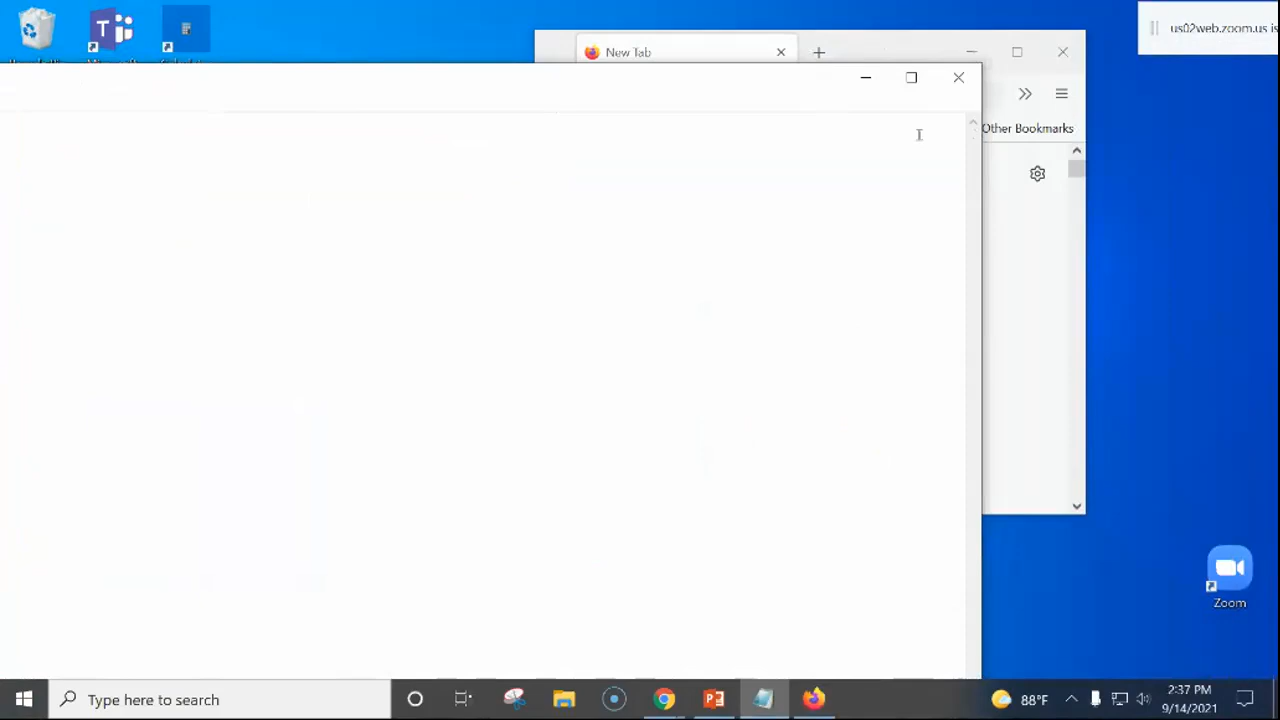 us02web.zoom.us is
New Tab
Other Bookmarks
Zoom
Type here to search
88°F
2:37 PM
9/14/2021